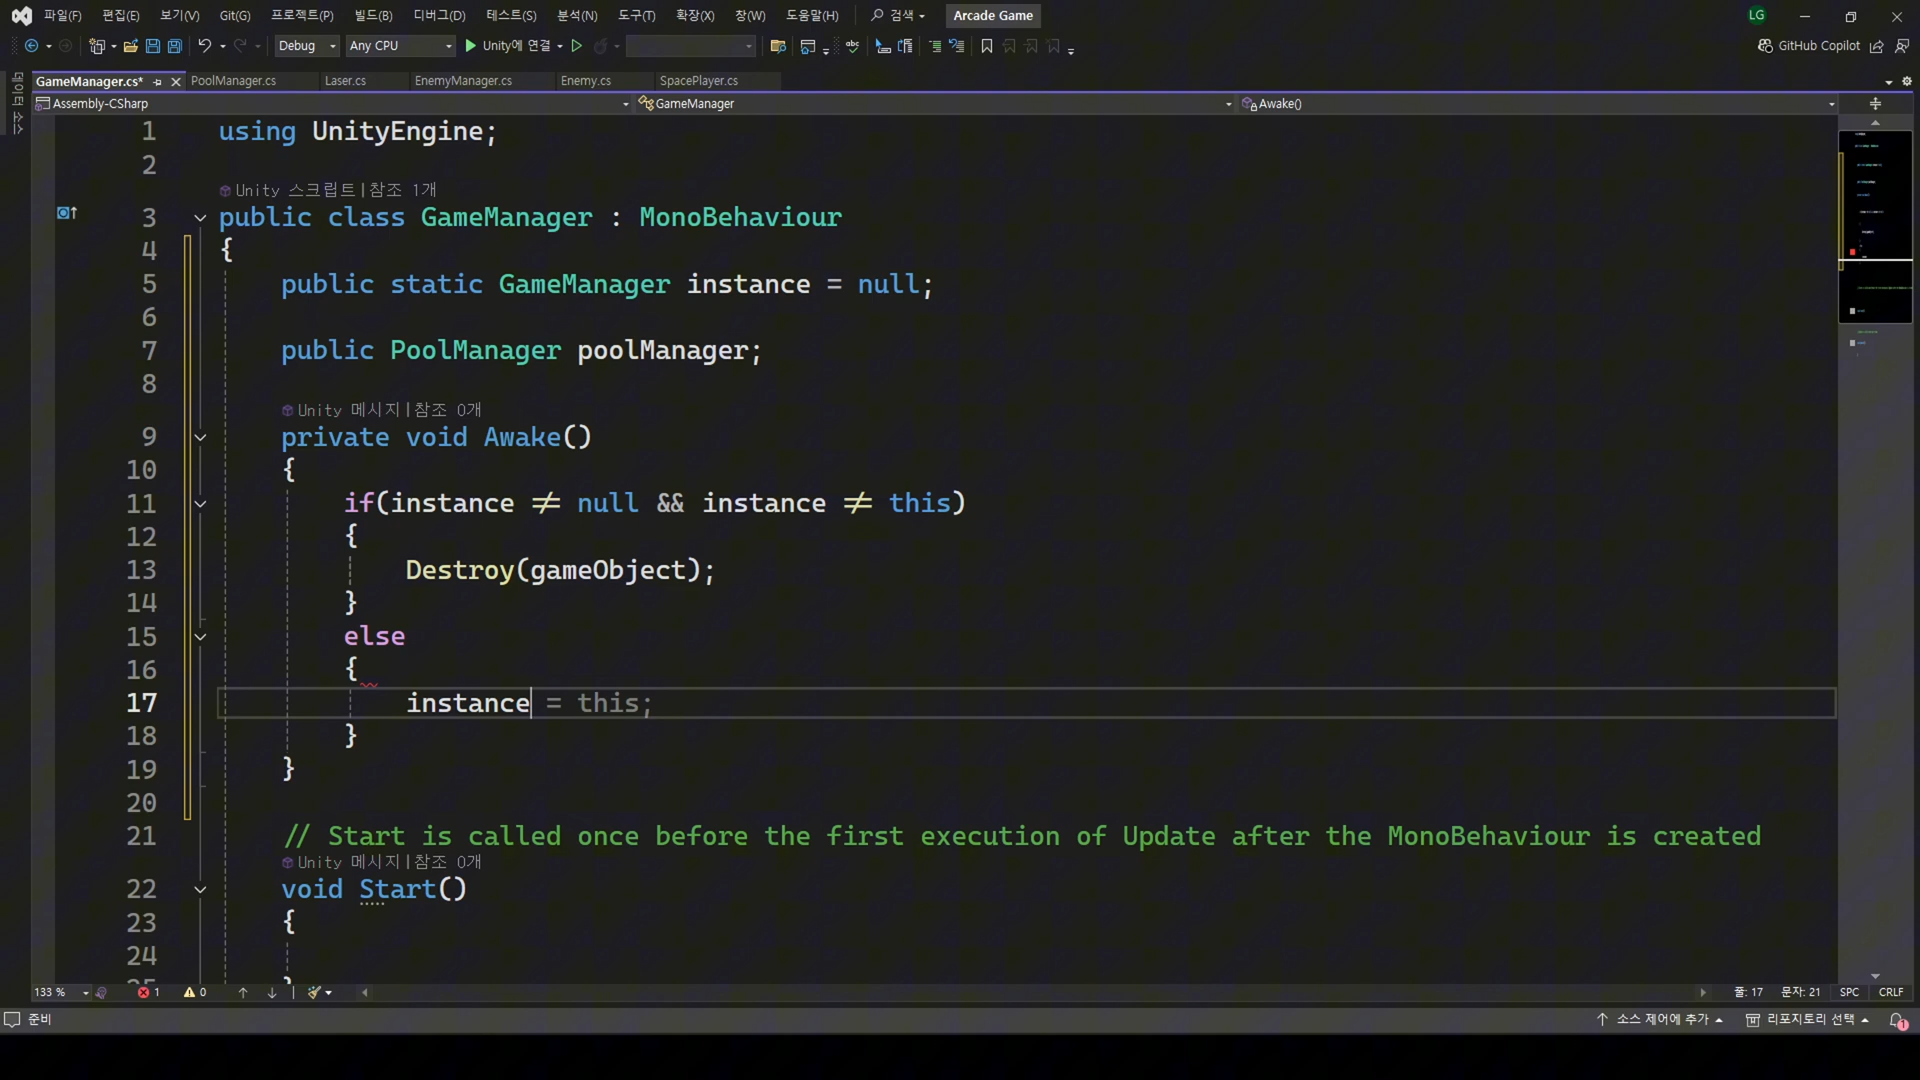 파일(F) 편집(E) 보기(V) Git(G) 프로젝트(P) 빌드(B) 디버그(D) 테스트(S) 분석(N) 도구(T) 확장(X) 창(W) 도움말(H) 검색 Arcade Game LG
Debug Any CPU Unity에 연결 GitHub Copilot
GameManager.cs* PoolManager.cs Laser.cs EnemyManager.cs Enemy.cs SpacePlayer.cs
데이터 소스
Assembly-CSharp GameManager Awake()
1 using UnityEngine;
2
Unity 스크립트|참조 1개
3 public class GameManager : MonoBehaviour
4 {
5 public static GameManager instance = null;
6
7 public PoolManager poolManager;
8
Unity 메시지|참조 0개
9 private void Awake()
10 {
11 if(instance != null && instance != this)
12 {
13 Destroy(gameObject);
14 }
15 else
16 {
17 instance = this;
18 }
19 }
20
21 // Start is called once before the first execution of Update after the MonoBehaviour is created
Unity 메시지|참조 0개
22 void Start()
23 {
24
133 % 1 0 줄: 17 문자: 21 SPC CRLF
준비 소스 제어에 추가 리포지토리 선택 1